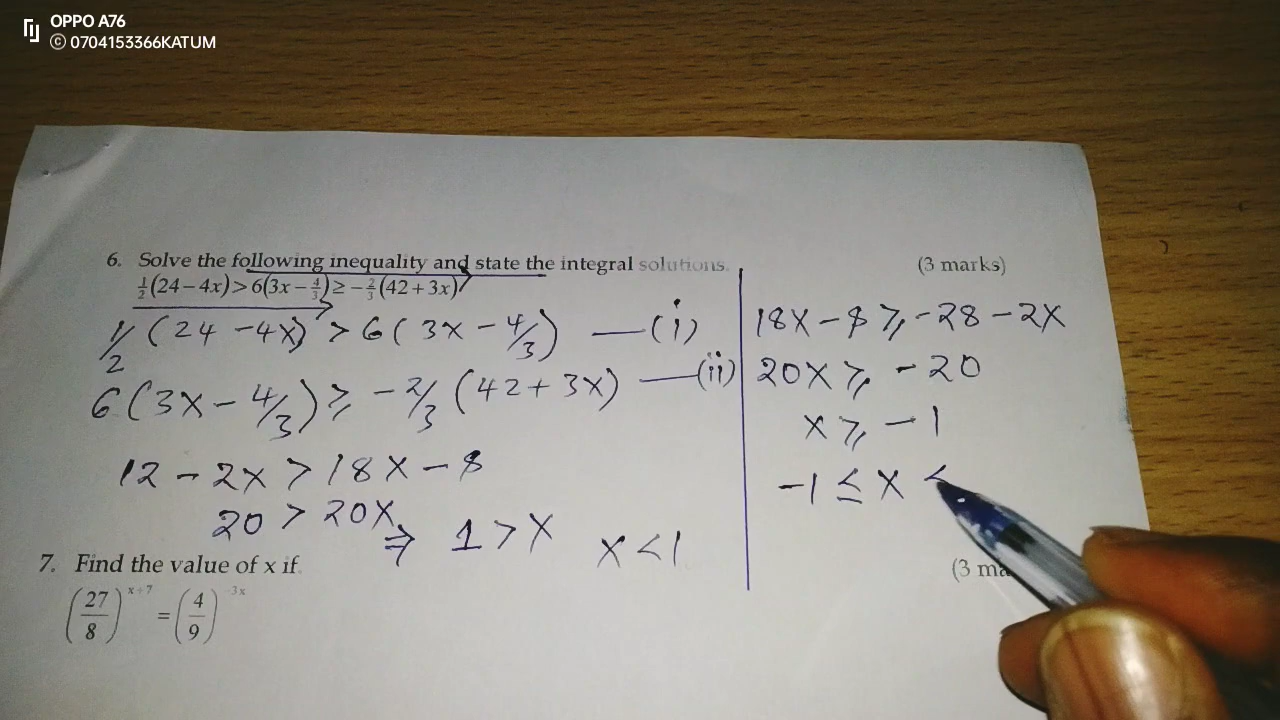 OPPO A76
© 0704153366KATUM
6. Solve the following inequality and state the integral solutions. (3 marks)
½(24−4x)>6(3x−4/3)≥−⅔(42+3x)
1/2 (24 −4x) > 6(3x − 4/3) —(i)
6(3x − 4/3) ≥ −2/3 (42 + 3x) —(ii)
12 − 2x > 18x − 8
20 > 20x
⇒ 1 > x x < 1
18x − 8 ≥ −28 − 2x
20x ≥ −20
x ≥ −1
−1 ≤ x <
7. Find the value of x if. (3 ma
(27/8)^x+7 = (4/9)^−3x